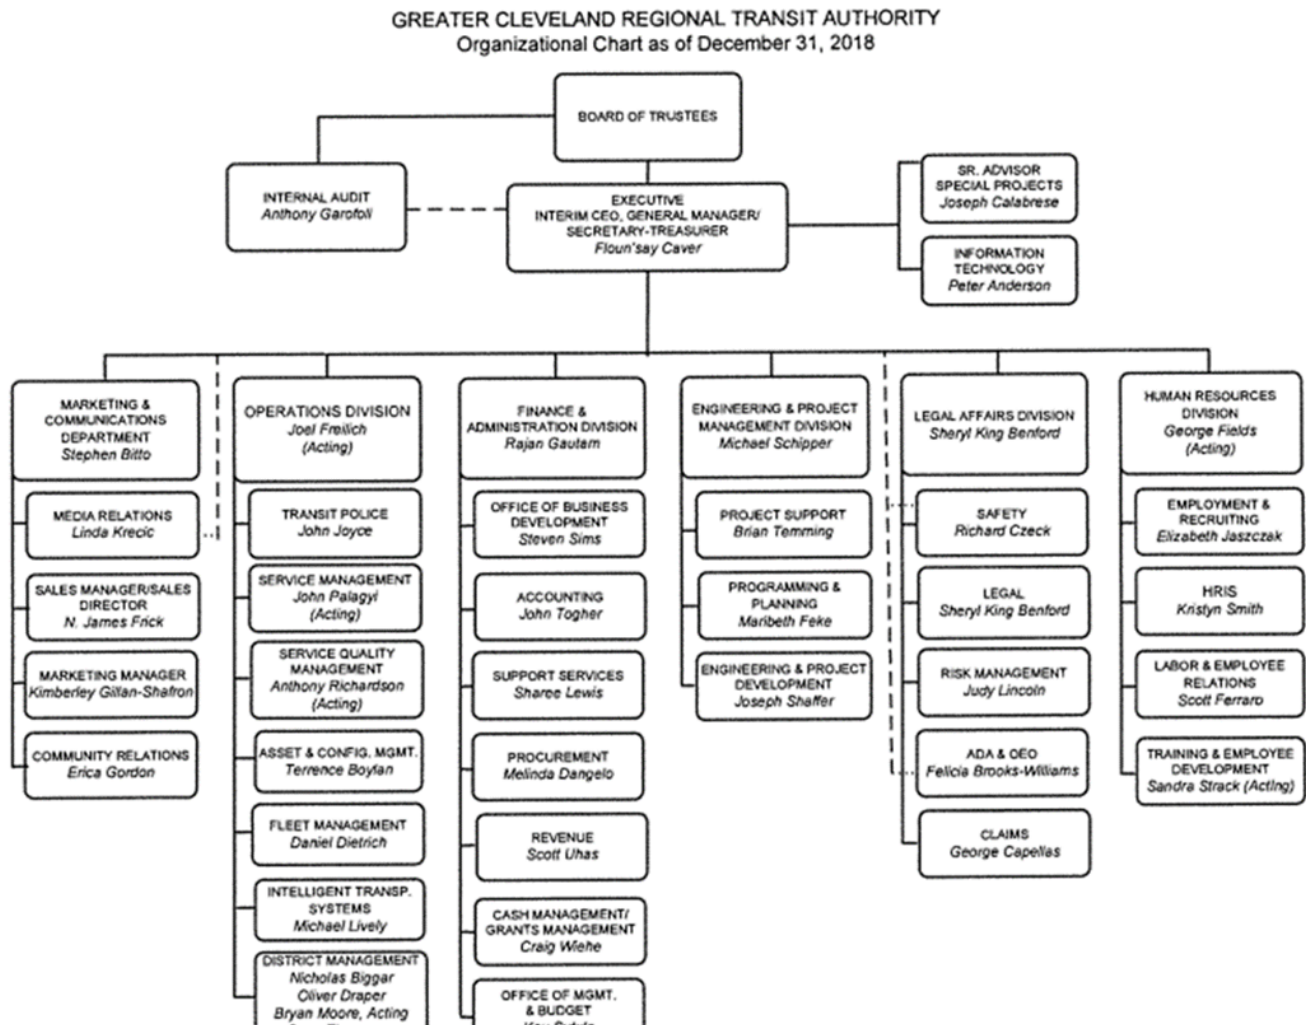 GREATER CLEVELAND REGIONAL TRANSIT AUTHORITY
Organizational Chart as of December 31, 2018
BOARD OF TRUSTEES
INTERNAL AUDIT
Anthony Garofoli
EXECUTIVE
INTERIM CEO, GENERAL MANAGER/
SECRETARY-TREASURER
Floun'say Caver
SR. ADVISOR
SPECIAL PROJECTS
Joseph Calabrese
INFORMATION
TECHNOLOGY
Peter Anderson
MARKETING &
COMMUNICATIONS
DEPARTMENT
Stephen Bitto
MEDIA RELATIONS
Linda Krecic
SALES MANAGER/SALES
DIRECTOR
N. James Frick
MARKETING MANAGER
Kimberley Gillan-Shafron
COMMUNITY RELATIONS
Erica Gordon
OPERATIONS DIVISION
Joel Freilich
(Acting)
TRANSIT POLICE
John Joyce
SERVICE MANAGEMENT
John Palagyi
(Acting)
SERVICE QUALITY
MANAGEMENT
Anthony Richardson
(Acting)
ASSET & CONFIG. MGMT.
Terrence Boylan
FLEET MANAGEMENT
Daniel Dietrich
INTELLIGENT TRANSP.
SYSTEMS
Michael Lively
DISTRICT MANAGEMENT
Nicholas Biggar
Oliver Draper
Bryan Moore, Acting
FINANCE &
ADMINISTRATION DIVISION
Rajan Gautam
OFFICE OF BUSINESS
DEVELOPMENT
Steven Sims
ACCOUNTING
John Togher
SUPPORT SERVICES
Sharee Lewis
PROCUREMENT
Melinda Dangelo
REVENUE
Scott Uhas
CASH MANAGEMENT/
GRANTS MANAGEMENT
Craig Wiehe
OFFICE OF MGMT.
& BUDGET
ENGINEERING & PROJECT
MANAGEMENT DIVISION
Michael Schipper
PROJECT SUPPORT
Brian Temming
PROGRAMMING &
PLANNING
Maribeth Feke
ENGINEERING & PROJECT
DEVELOPMENT
Joseph Shaffer
LEGAL AFFAIRS DIVISION
Sheryl King Benford
SAFETY
Richard Czeck
LEGAL
Sheryl King Benford
RISK MANAGEMENT
Judy Lincoln
ADA & OEO
Felicia Brooks-Williams
CLAIMS
George Capellas
HUMAN RESOURCES
DIVISION
George Fields
(Acting)
EMPLOYMENT &
RECRUITING
Elizabeth Jaszczak
HRIS
Kristyn Smith
LABOR & EMPLOYEE
RELATIONS
Scott Ferraro
TRAINING & EMPLOYEE
DEVELOPMENT
Sandra Strack (Acting)